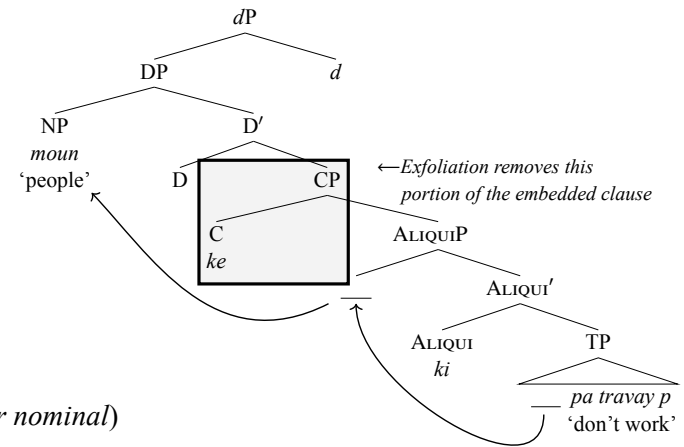 dP
DP d
NP D′
moun
'people' D CP ←Exfoliation removes this
portion of the embedded clause
C ALIQUIP
ke
ALIQUI′
ALIQUI TP
ki
pa travay p
'don't work'
r nominal)